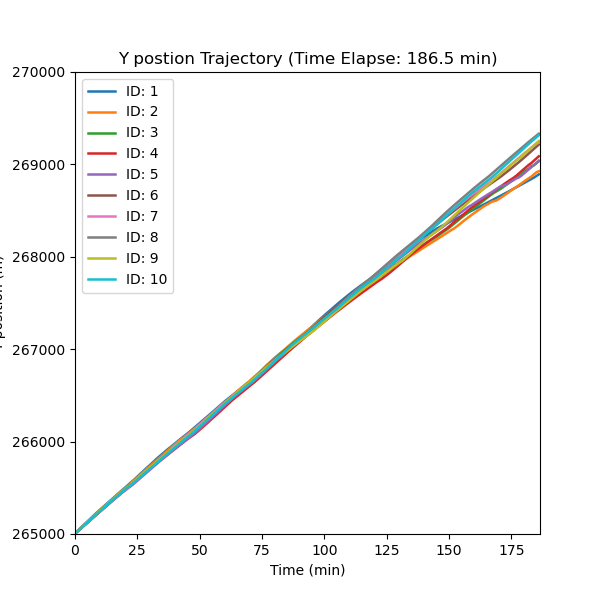 Y postion Trajectory (Time Elapse: 186.5 min)
270000
269000
268000
267000
266000
265000
ID: 1
ID: 2
ID: 3
ID: 4
ID: 5
ID: 6
ID: 7
ID: 8
ID: 9
ID: 10
0 25 50 75 100 125 150 175
Time (min)